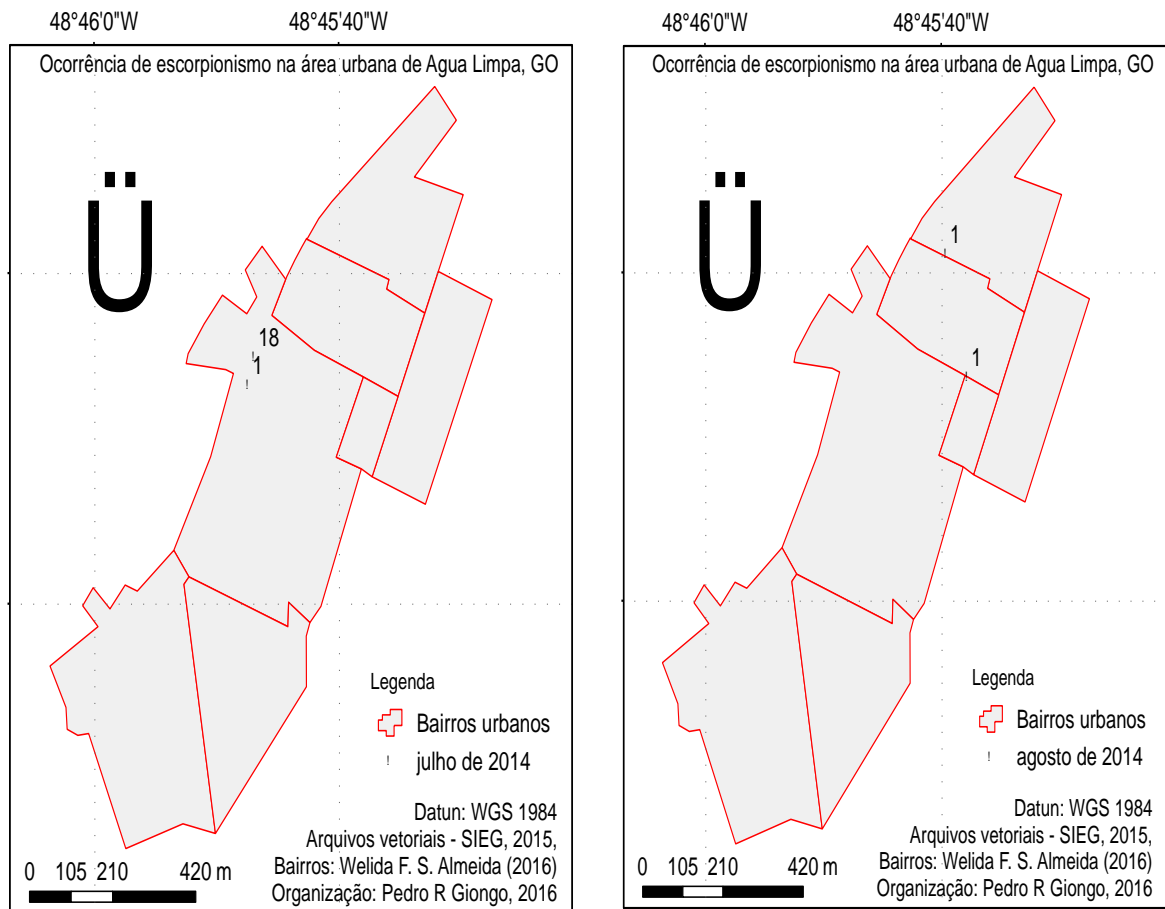 48°46'0"W 48°45'40"W
Ocorrência de escorpionismo na área urbana de Agua Limpa, GO
Ü
18
1
Legenda
Bairros urbanos
julho de 2014
Datun: WGS 1984
Arquivos vetoriais - SIEG, 2015,
Bairros: Welida F. S. Almeida (2016)
Organização: Pedro R Giongo, 2016
0 105 210 420 m
48°46'0"W 48°45'40"W
Ocorrência de escorpionismo na área urbana de Agua Limpa, GO
Ü
1
1
Legenda
Bairros urbanos
agosto de 2014
Datun: WGS 1984
Arquivos vetoriais - SIEG, 2015,
Bairros: Welida F. S. Almeida (2016)
Organização: Pedro R Giongo, 2016
0 105 210 420 m